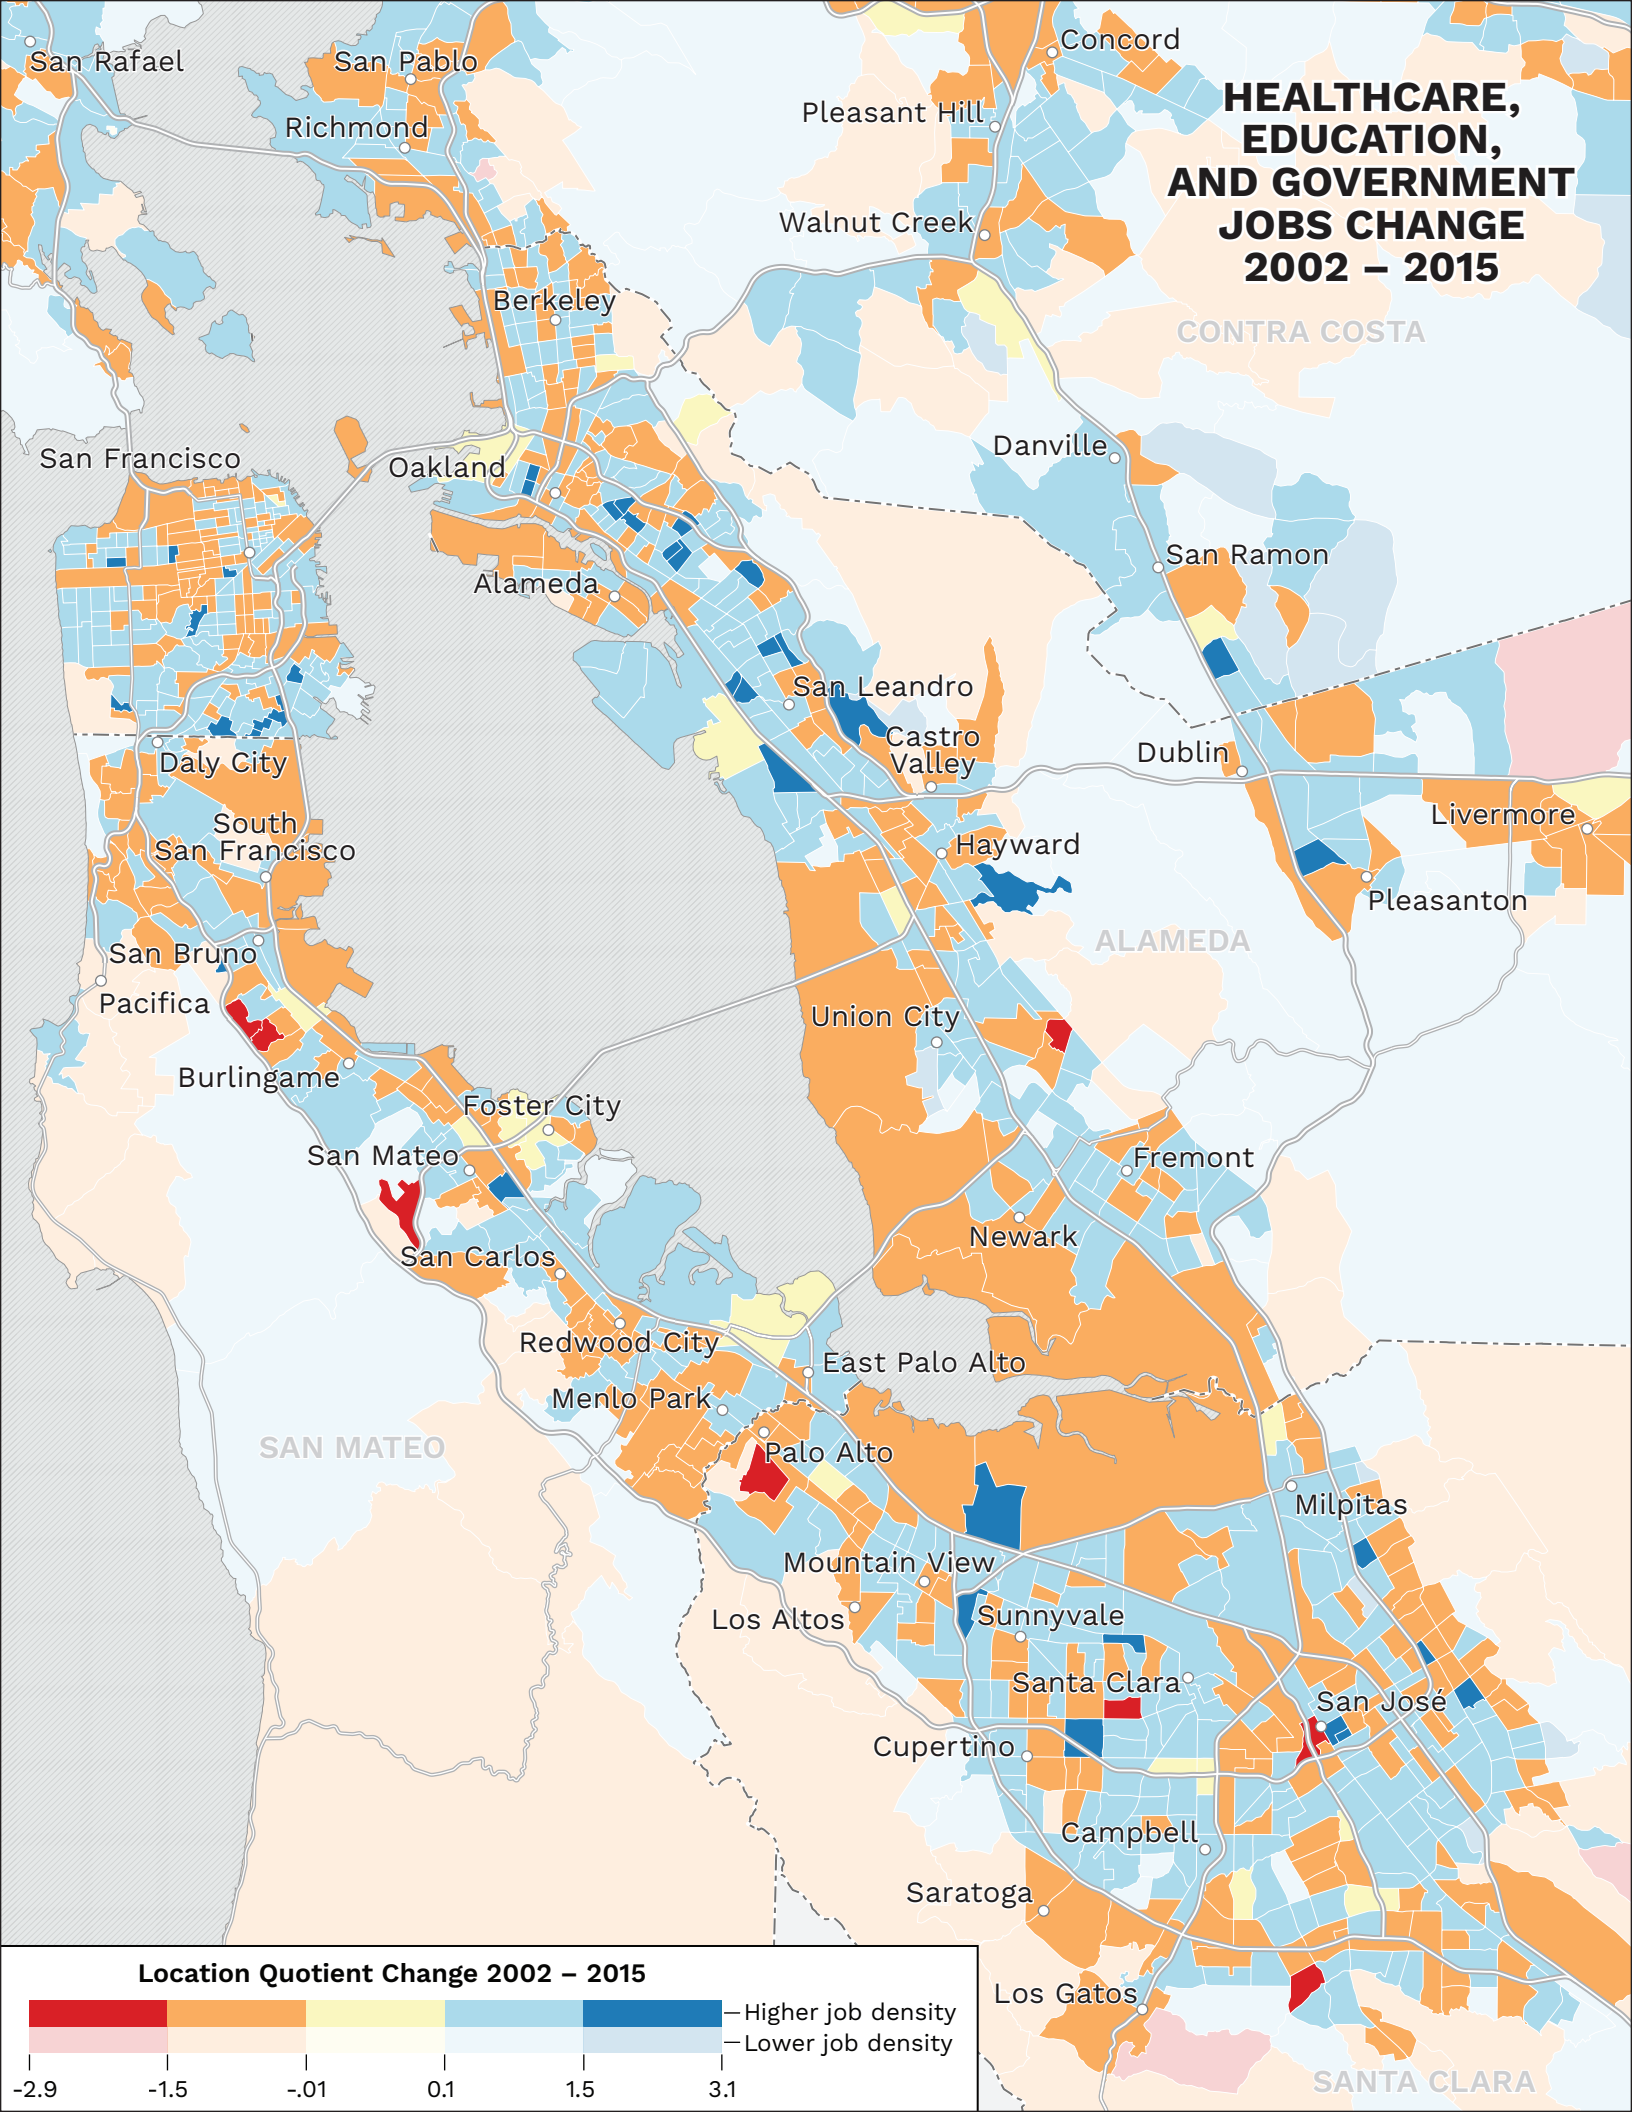 HEALTHCARE,
EDUCATION,
AND GOVERNMENT
JOBS CHANGE
2002 – 2015
San Rafael
San Pablo
Concord
Richmond
Pleasant Hill
Walnut Creek
Berkeley
CONTRA COSTA
San Francisco
Oakland
Danville
Alameda
San Ramon
San Leandro
Castro
Valley
Daly City
Dublin
South
San Francisco
Livermore
Hayward
Pleasanton
San Bruno
ALAMEDA
Pacifica
Union City
Burlingame
Foster City
San Mateo
Fremont
San Carlos
Newark
Redwood City
East Palo Alto
Menlo Park
SAN MATEO
Palo Alto
Milpitas
Mountain View
Los Altos
Sunnyvale
Santa Clara
San José
Cupertino
Campbell
Saratoga
Los Gatos
SANTA CLARA
Location Quotient Change 2002 – 2015
Higher job density
Lower job density
-2.9
-1.5
-.01
0.1
1.5
3.1